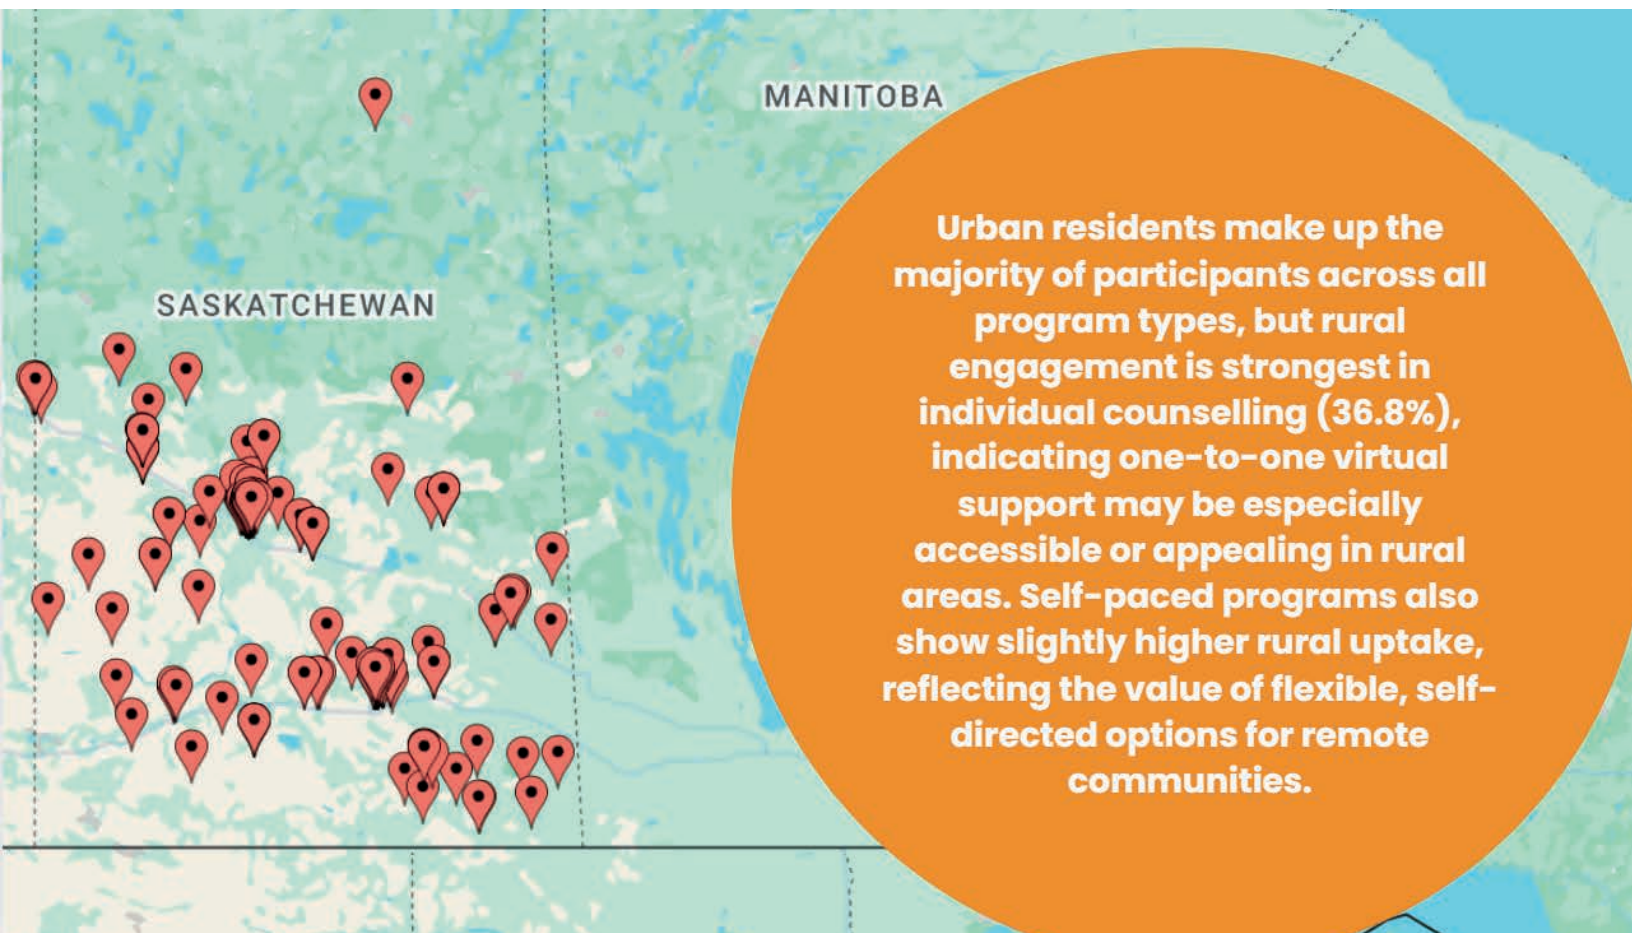 MANITOBA
SASKATCHEWAN
Urban residents make up the
majority of participants across all
program types, but rural
engagement is strongest in
individual counselling (36.8%),
indicating one-to-one virtual
support may be especially
accessible or appealing in rural
areas. Self-paced programs also
show slightly higher rural uptake,
reflecting the value of flexible, self-
directed options for remote
communities.